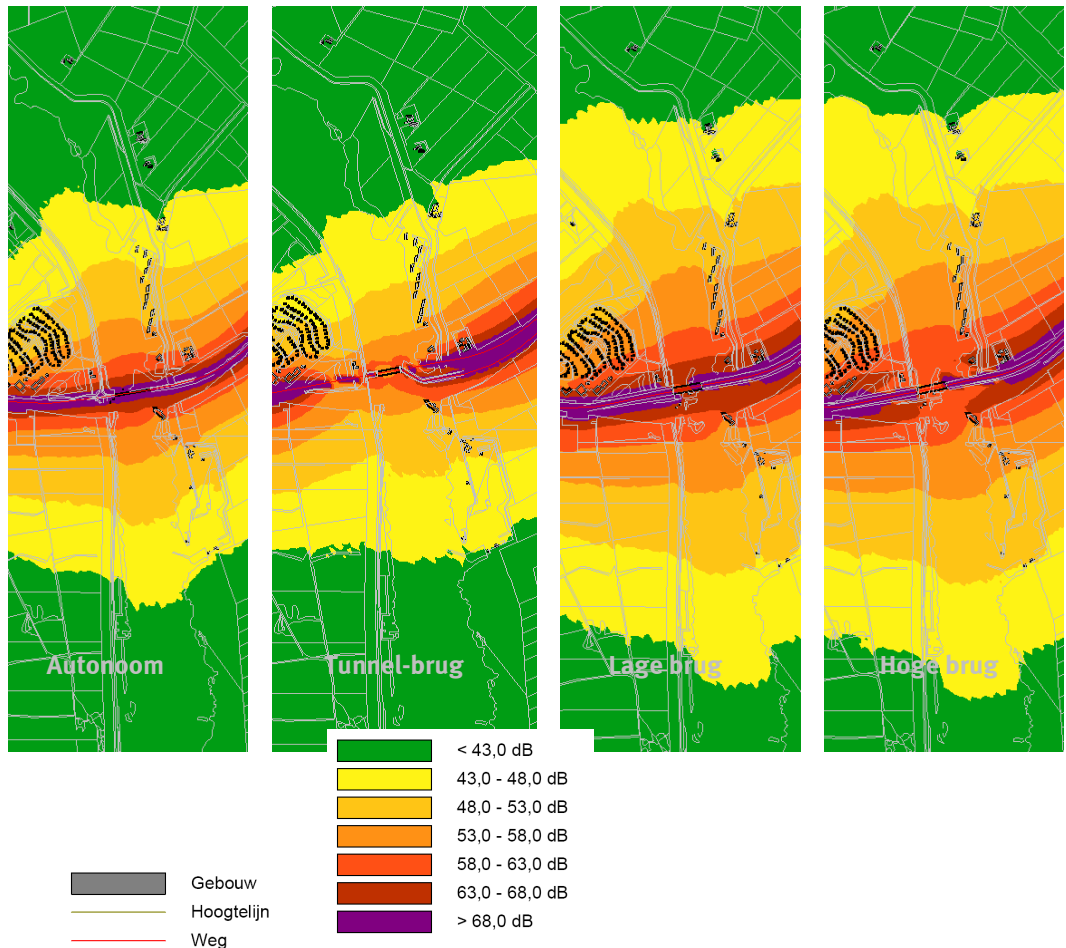 Autonoom
Tunnel-brug
Lage brug
Hoge brug
< 43,0 dB
43,0 - 48,0 dB
48,0 - 53,0 dB
53,0 - 58,0 dB
58,0 - 63,0 dB
63,0 - 68,0 dB
> 68,0 dB
Gebouw
Hoogtelijn
Weg